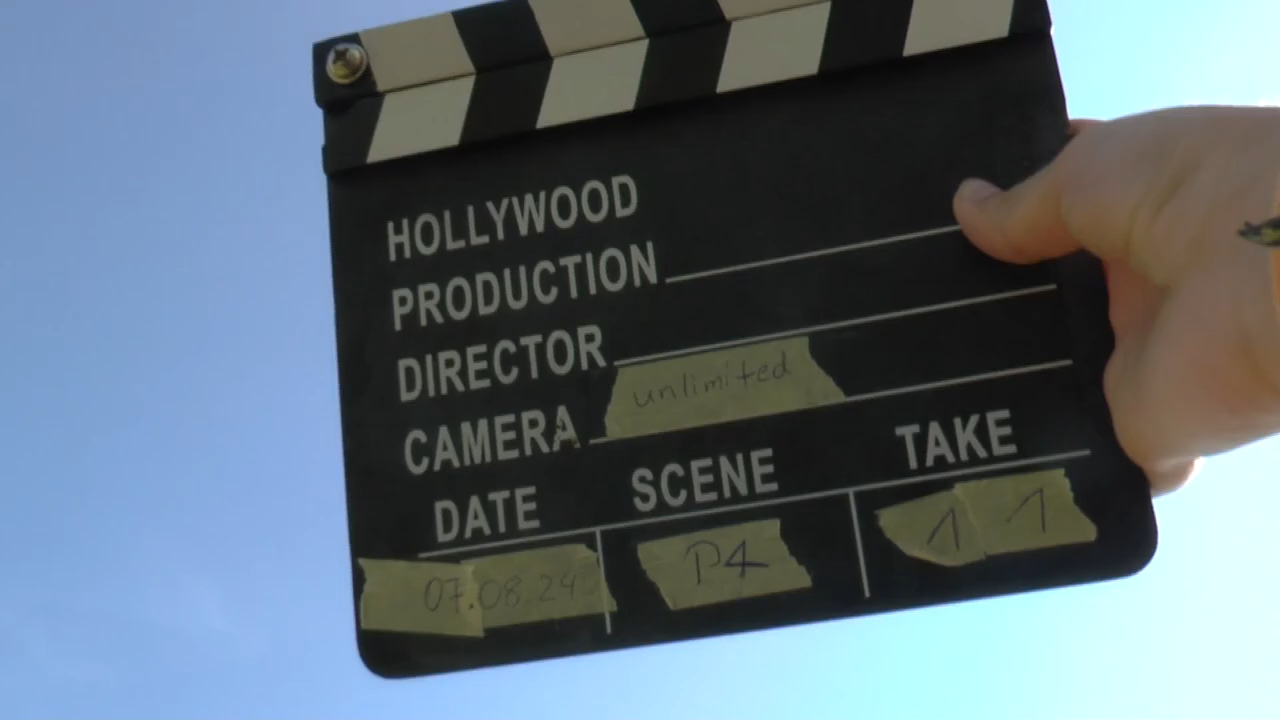 HOLLYWOOD
PRODUCTION
DIRECTOR
CAMERA unlimited
DATE SCENE TAKE
07.08.24 P4 1 1